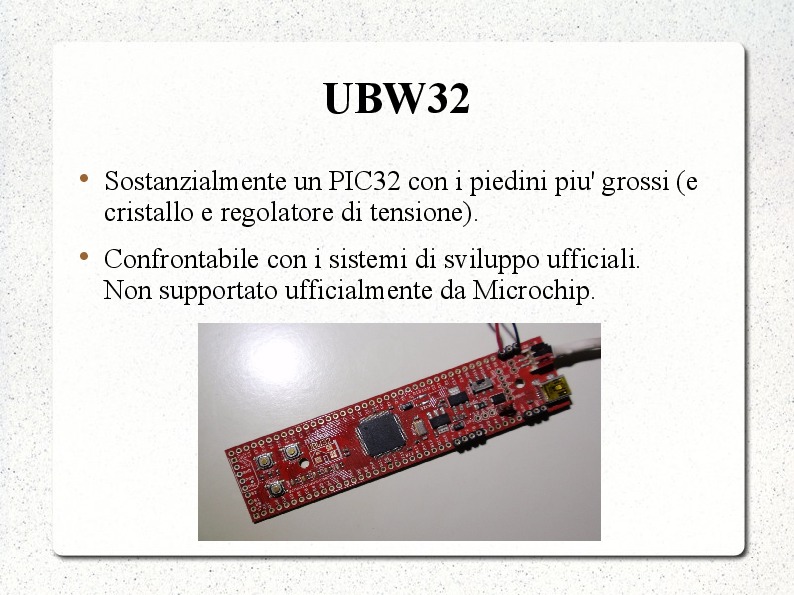 UBW32
Sostanzialmente un PIC32 con i piedini piu' grossi (e
cristallo e regolatore di tensione).
Confrontabile con i sistemi di sviluppo ufficiali.
Non supportato ufficialmente da Microchip.